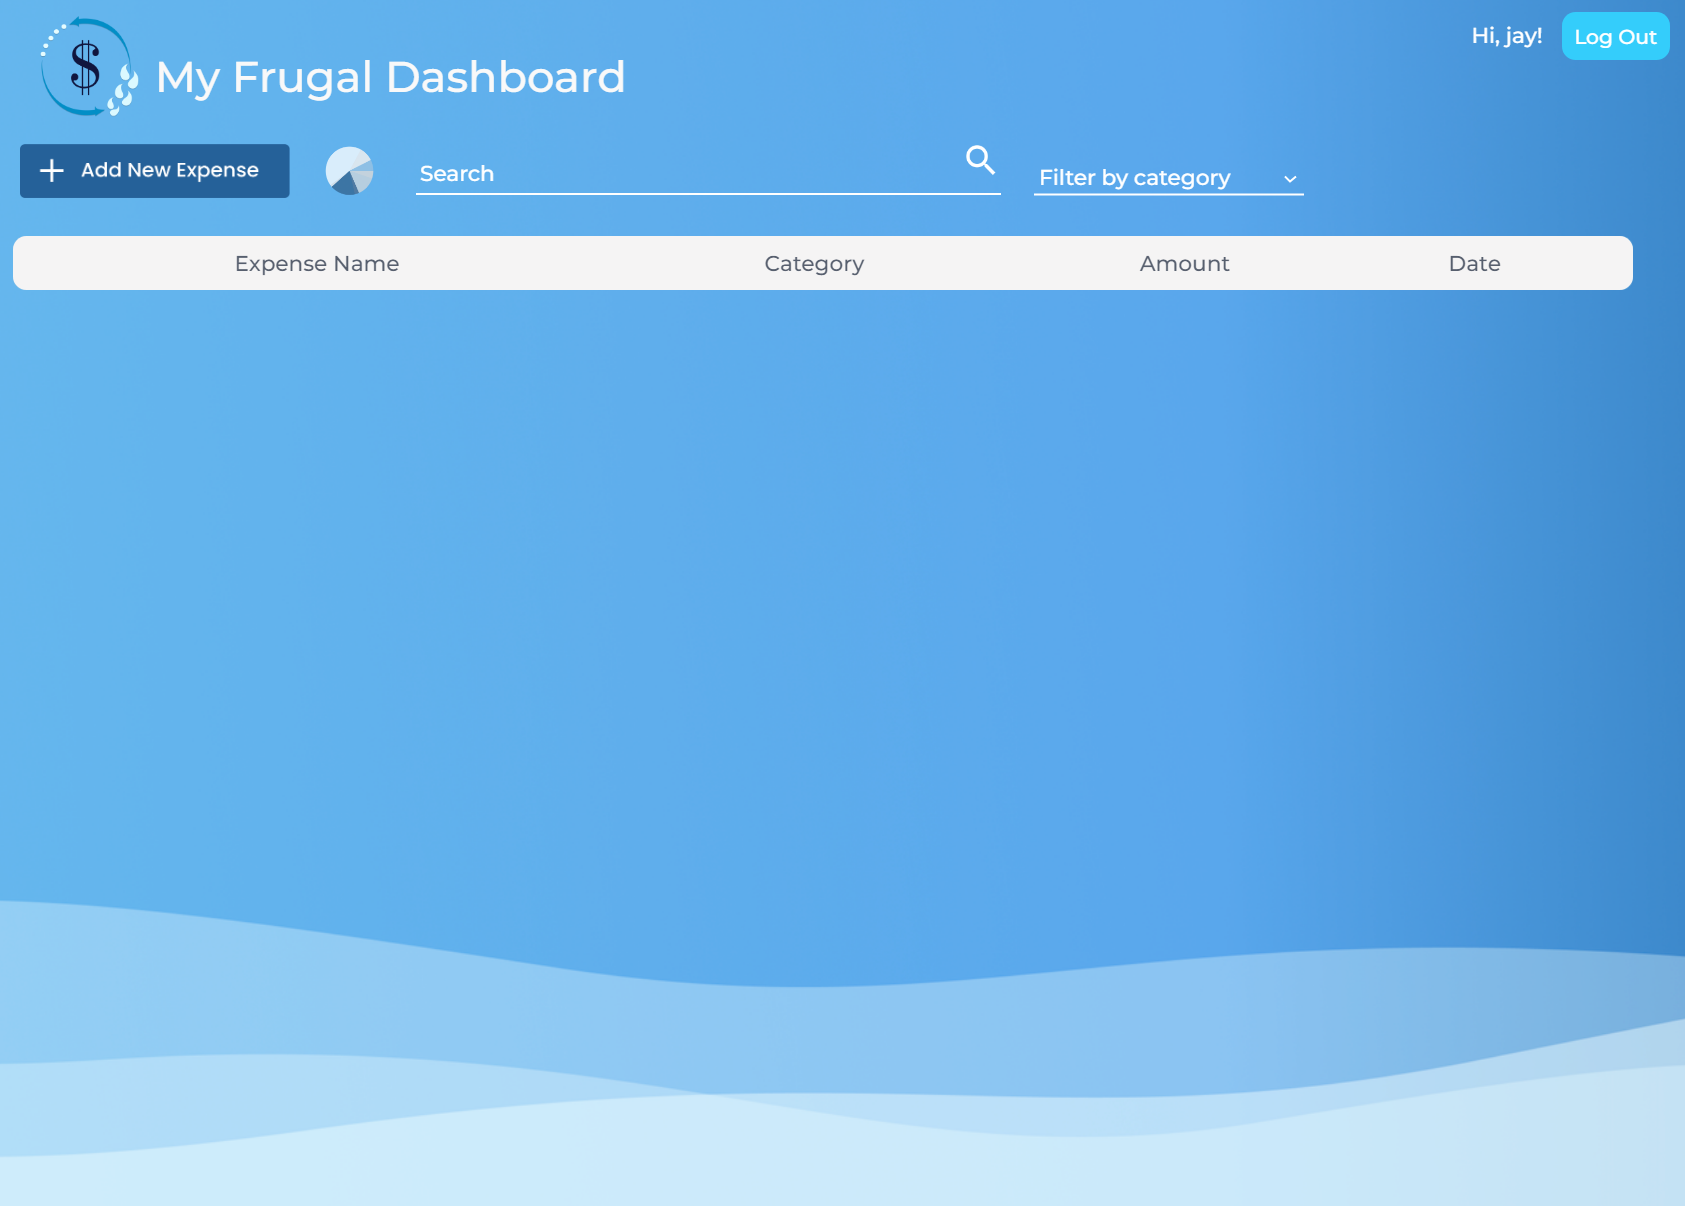 Hi, jay!
Log Out
$
My Frugal Dashboard
Add New Expense
Search
Filter by category
Expense Name Category Amount Date